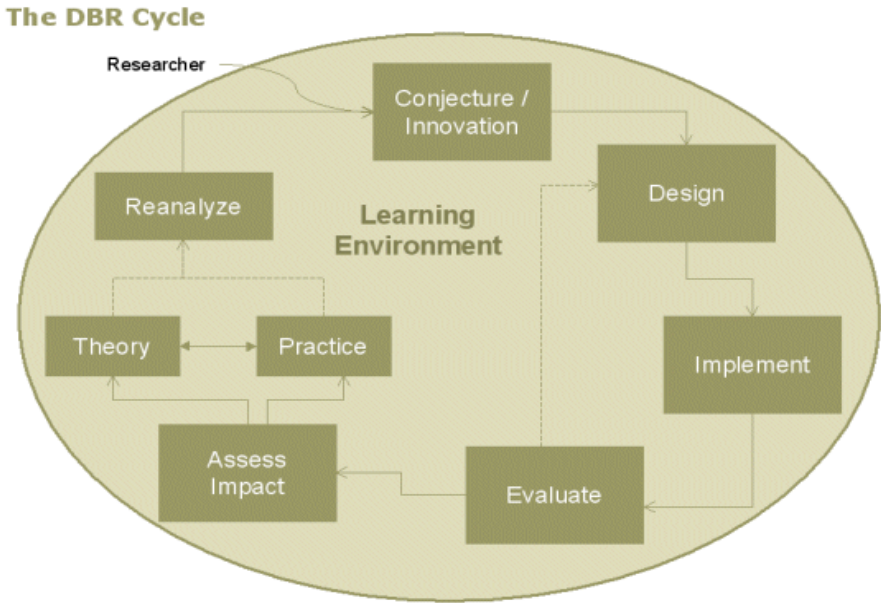 The DBR Cycle
Researcher
Conjecture /
Innovation
Design
Reanalyze
Learning
Environment
Theory
Practice
Implement
Assess
Impact
Evaluate